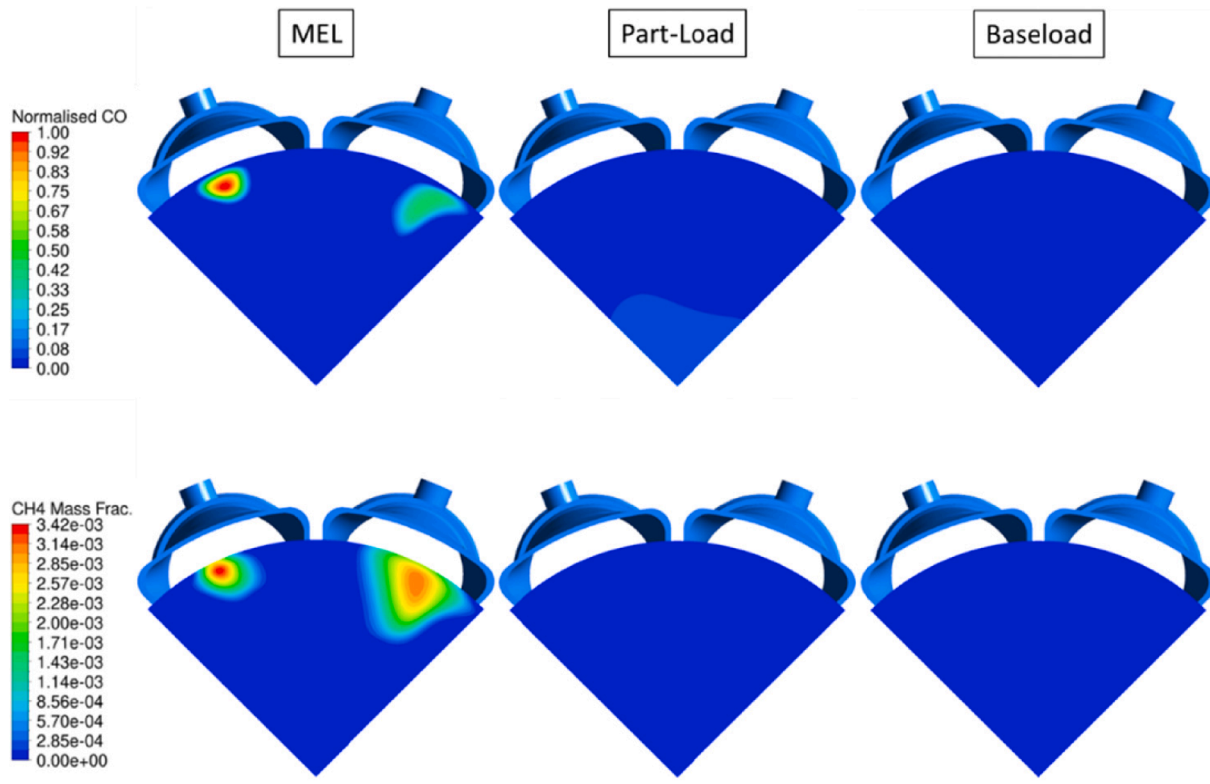 MEL
Part-Load
Baseload
Normalised CO
1.00
0.92
0.83
0.75
0.67
0.58
0.50
0.42
0.33
0.25
0.17
0.08
0.00
CH4 Mass Frac.
3.42e-03
3.14e-03
2.85e-03
2.57e-03
2.28e-03
2.00e-03
1.71e-03
1.43e-03
1.14e-03
8.56e-04
5.70e-04
2.85e-04
0.00e+00